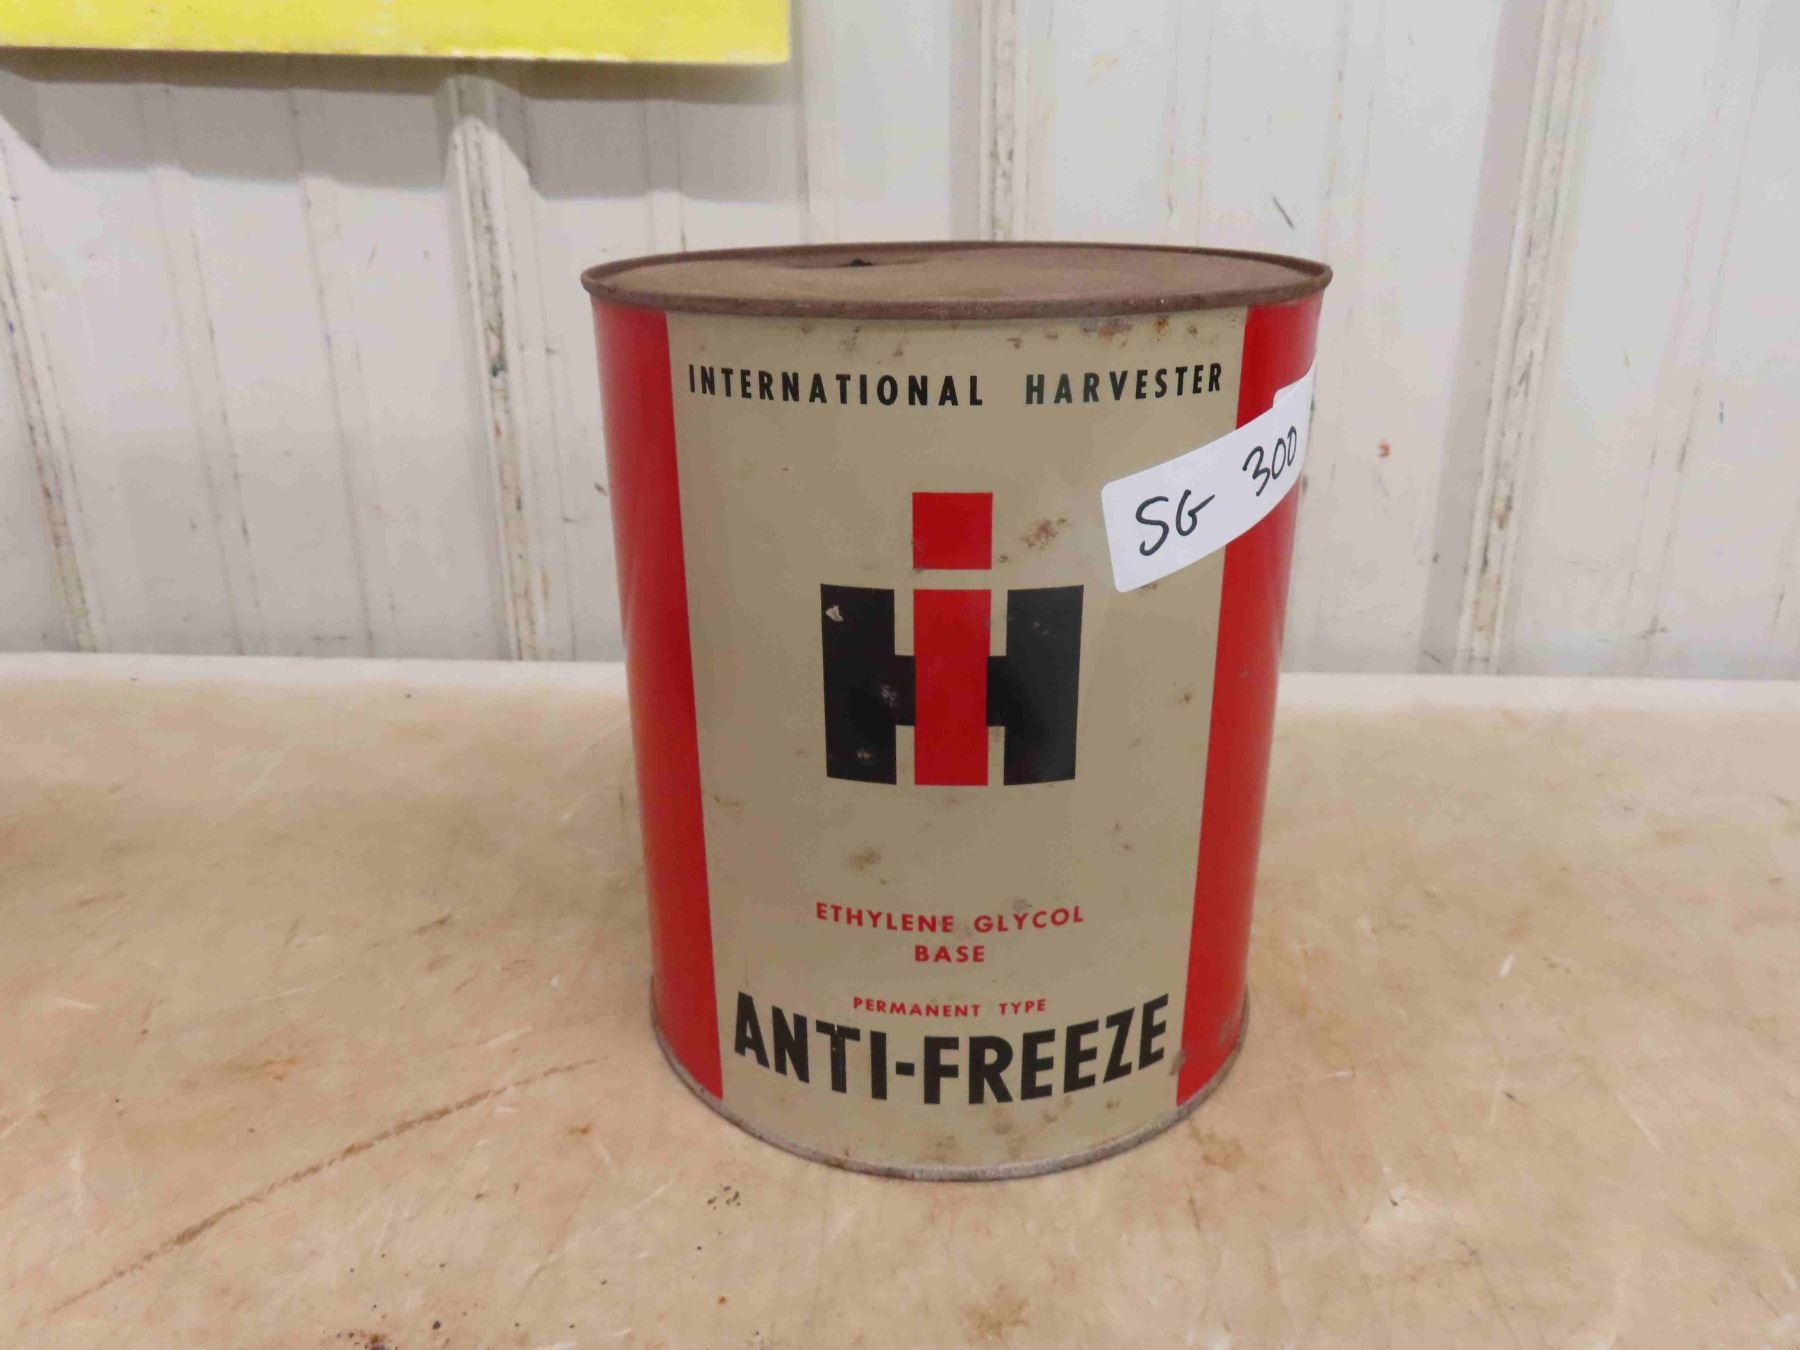 INTERNATIONAL HARVESTER
SG 300
IH
ETHYLENE GLYCOL
BASE
PERMANENT TYPE
ANTI-FREEZE